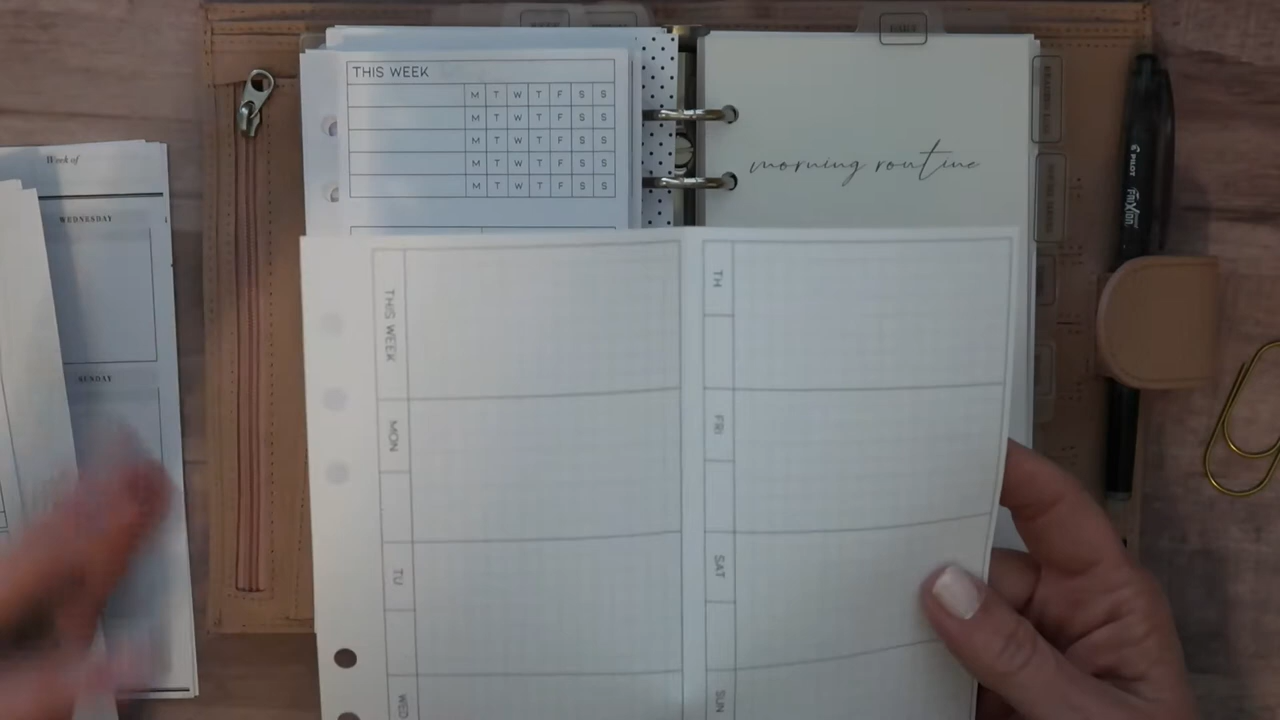 THIS WEEK
M T W T F S S
M T W T F S S
M T W T F S S
M T W T F S S
M T W T F S S
morning routine
Week of
WEDNESDAY
SUNDAY
THIS WEEK
MON
TU
WED
TH
FRI
SAT
SUN
PILOT
FriXion